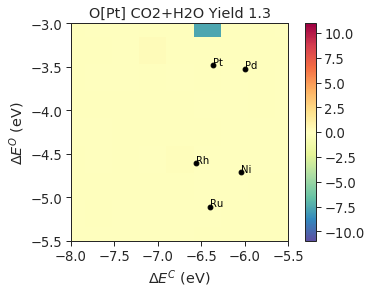 O[Pt] CO2+H2O Yield 1.3
−3.0
−3.5
−4.0
−4.5
−5.0
−5.5
ΔE^O (eV)
Pt
Pd
Rh
Ni
Ru
−8.0 −7.5 −7.0 −6.5 −6.0 −5.5
ΔE^C (eV)
10.0
7.5
5.0
2.5
0.0
−2.5
−5.0
−7.5
−10.0